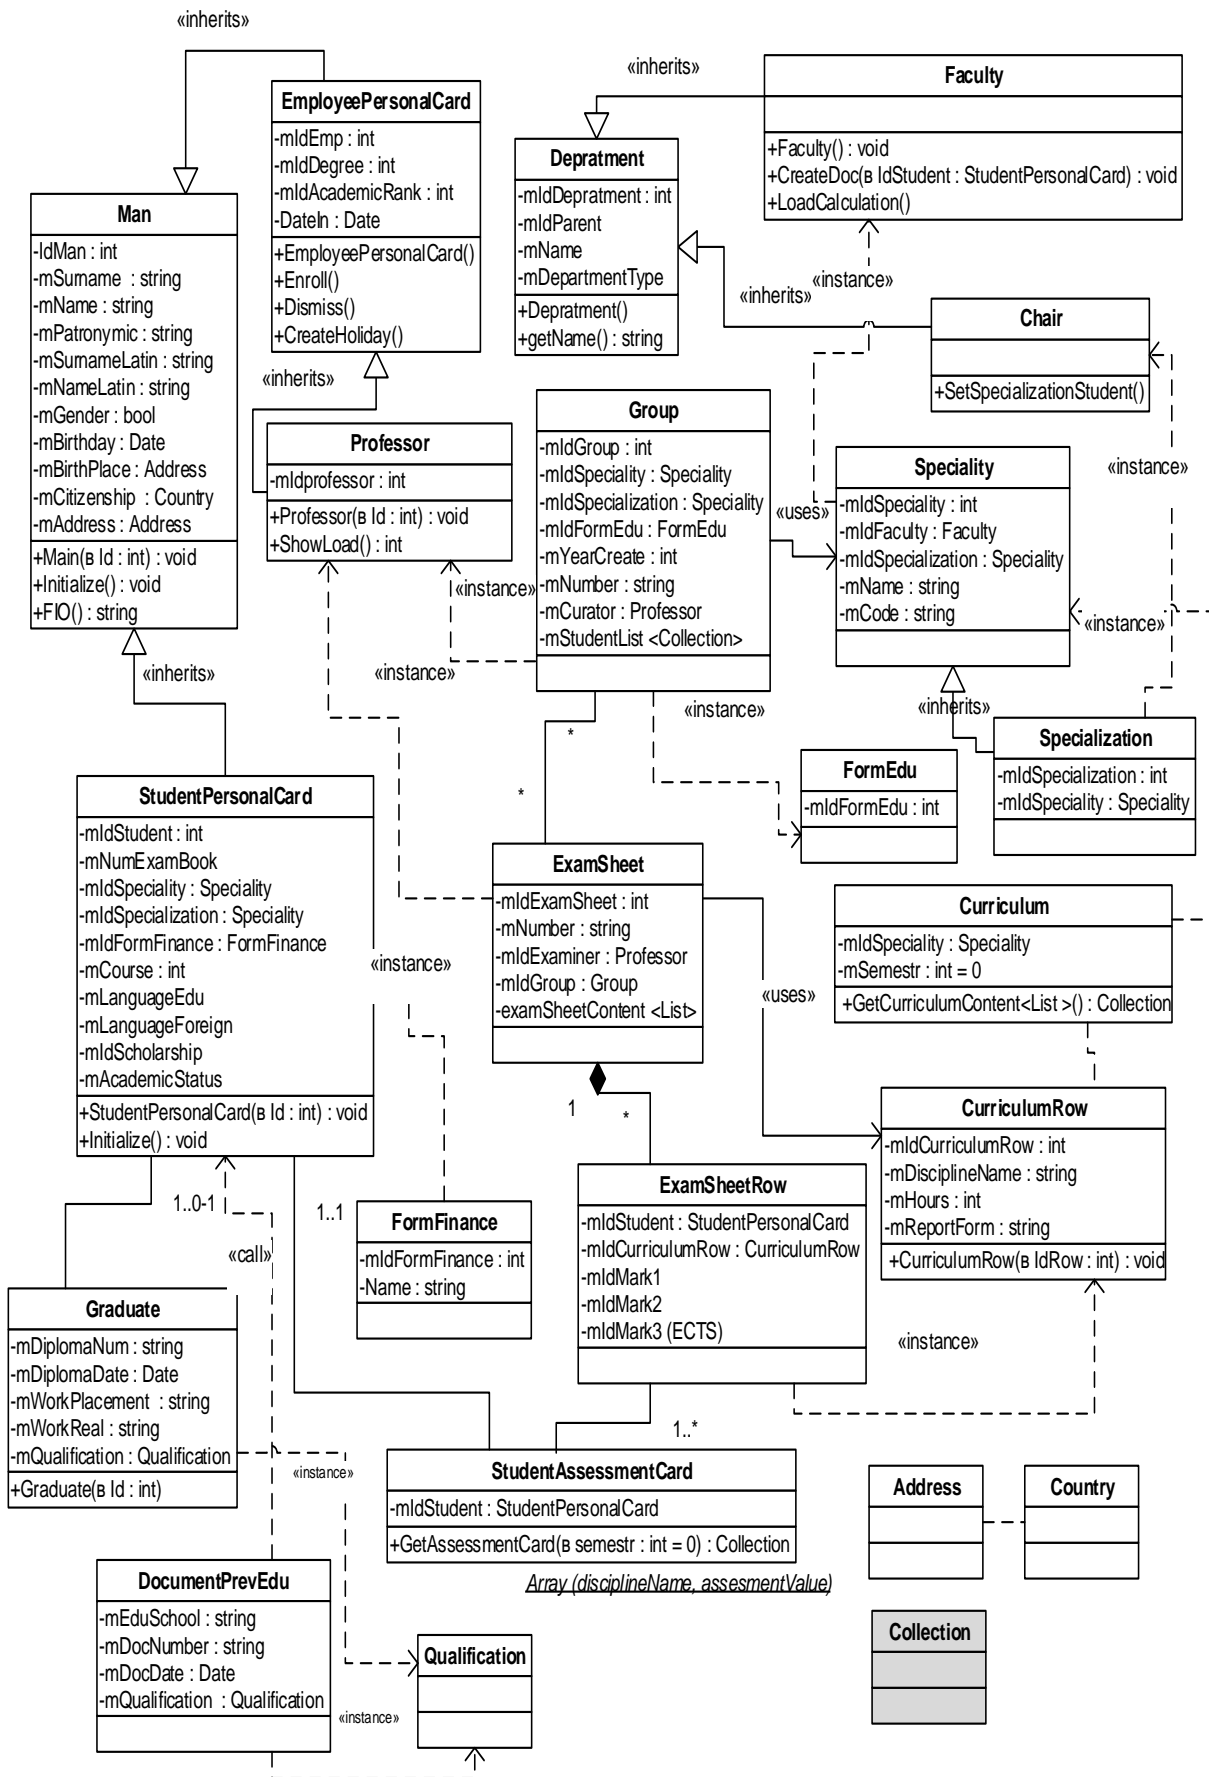 «inherits»
EmployeePersonalCard
-mIdEmp : int
-mIdDegree : int
-mIdAcademicRank : int
-DateIn : Date
+EmployeePersonalCard()
+Enroll()
+Dismiss()
+CreateHoliday()
«inherits»
Faculty
+Faculty() : void
+CreateDoc(в IdStudent : StudentPersonalCard) : void
+LoadCalculation()
Depratment
-mIdDepratment : int
-mIdParent
-mName
-mDepartmentType
+Depratment()
+getName() : string
Man
-IdMan : int
-mSurname : string
-mName : string
-mPatronymic : string
-mSurnameLatin : string
-mNameLatin : string
-mGender : bool
-mBirthday : Date
-mBirthPlace : Address
-mCitizenship : Country
-mAddress : Address
+Main(в Id : int) : void
+Initialize() : void
+FIO() : string
«instance»
«inherits»
Chair
+SetSpecializationStudent()
«inherits»
Professor
-mIdprofessor : int
+Professor(в Id : int) : void
+ShowLoad() : int
Group
-mIdGroup : int
-mIdSpeciality : Speciality
-mIdSpecialization : Speciality
-mIdFormEdu : FormEdu
-mYearCreate : int
-mNumber : string
-mCurator : Professor
-mStudentList <Collection>
«uses»
Speciality
-mIdSpeciality : int
-mIdFaculty : Faculty
-mIdSpecialization : Speciality
-mName : string
-mCode : string
«instance»
«instance»
«instance»
«inherits»
«instance»
«instance»
«inherits»
*
*
Specialization
-mIdSpecialization : int
-mIdSpeciality : Speciality
FormEdu
-mIdFormEdu : int
StudentPersonalCard
-mIdStudent : int
-mNumExamBook
-mIdSpeciality : Speciality
-mIdSpecialization : Speciality
-mIdFormFinance : FormFinance
-mCourse : int
-mLanguageEdu
-mLanguageForeign
-mIdScholarship
-mAcademicStatus
+StudentPersonalCard(в Id : int) : void
+Initialize() : void
«instance»
ExamSheet
-mIdExamSheet : int
-mNumber : string
-mIdExaminer : Professor
-mIdGroup : Group
-examSheetContent <List>
«uses»
Curriculum
-mIdSpeciality : Speciality
-mSemestr : int = 0
+GetCurriculumContent<List >() : Collection
1
*
CurriculumRow
-mIdCurriculumRow : int
-mDisciplineName : string
-mHours : int
-mReportForm : string
+CurriculumRow(в IdRow : int) : void
ExamSheetRow
-mIdStudent : StudentPersonalCard
-mIdCurriculumRow : CurriculumRow
-mIdMark1
-mIdMark2
-mIdMark3 (ECTS)
1..0-1
1..1
«call»
FormFinance
-mIdFormFinance : int
-Name : string
«instance»
Graduate
-mDiplomaNum : string
-mDiplomaDate : Date
-mWorkPlacement : string
-mWorkReal : string
-mQualification : Qualification
+Graduate(в Id : int)
1..*
«instance»
StudentAssessmentCard
-mIdStudent : StudentPersonalCard
+GetAssessmentCard(в semestr : int = 0) : Collection
Array (disciplineName, assesmentValue)
Address
Country
DocumentPrevEdu
-mEduSchool : string
-mDocNumber : string
-mDocDate : Date
-mQualification : Qualification
«instance»
Qualification
Collection